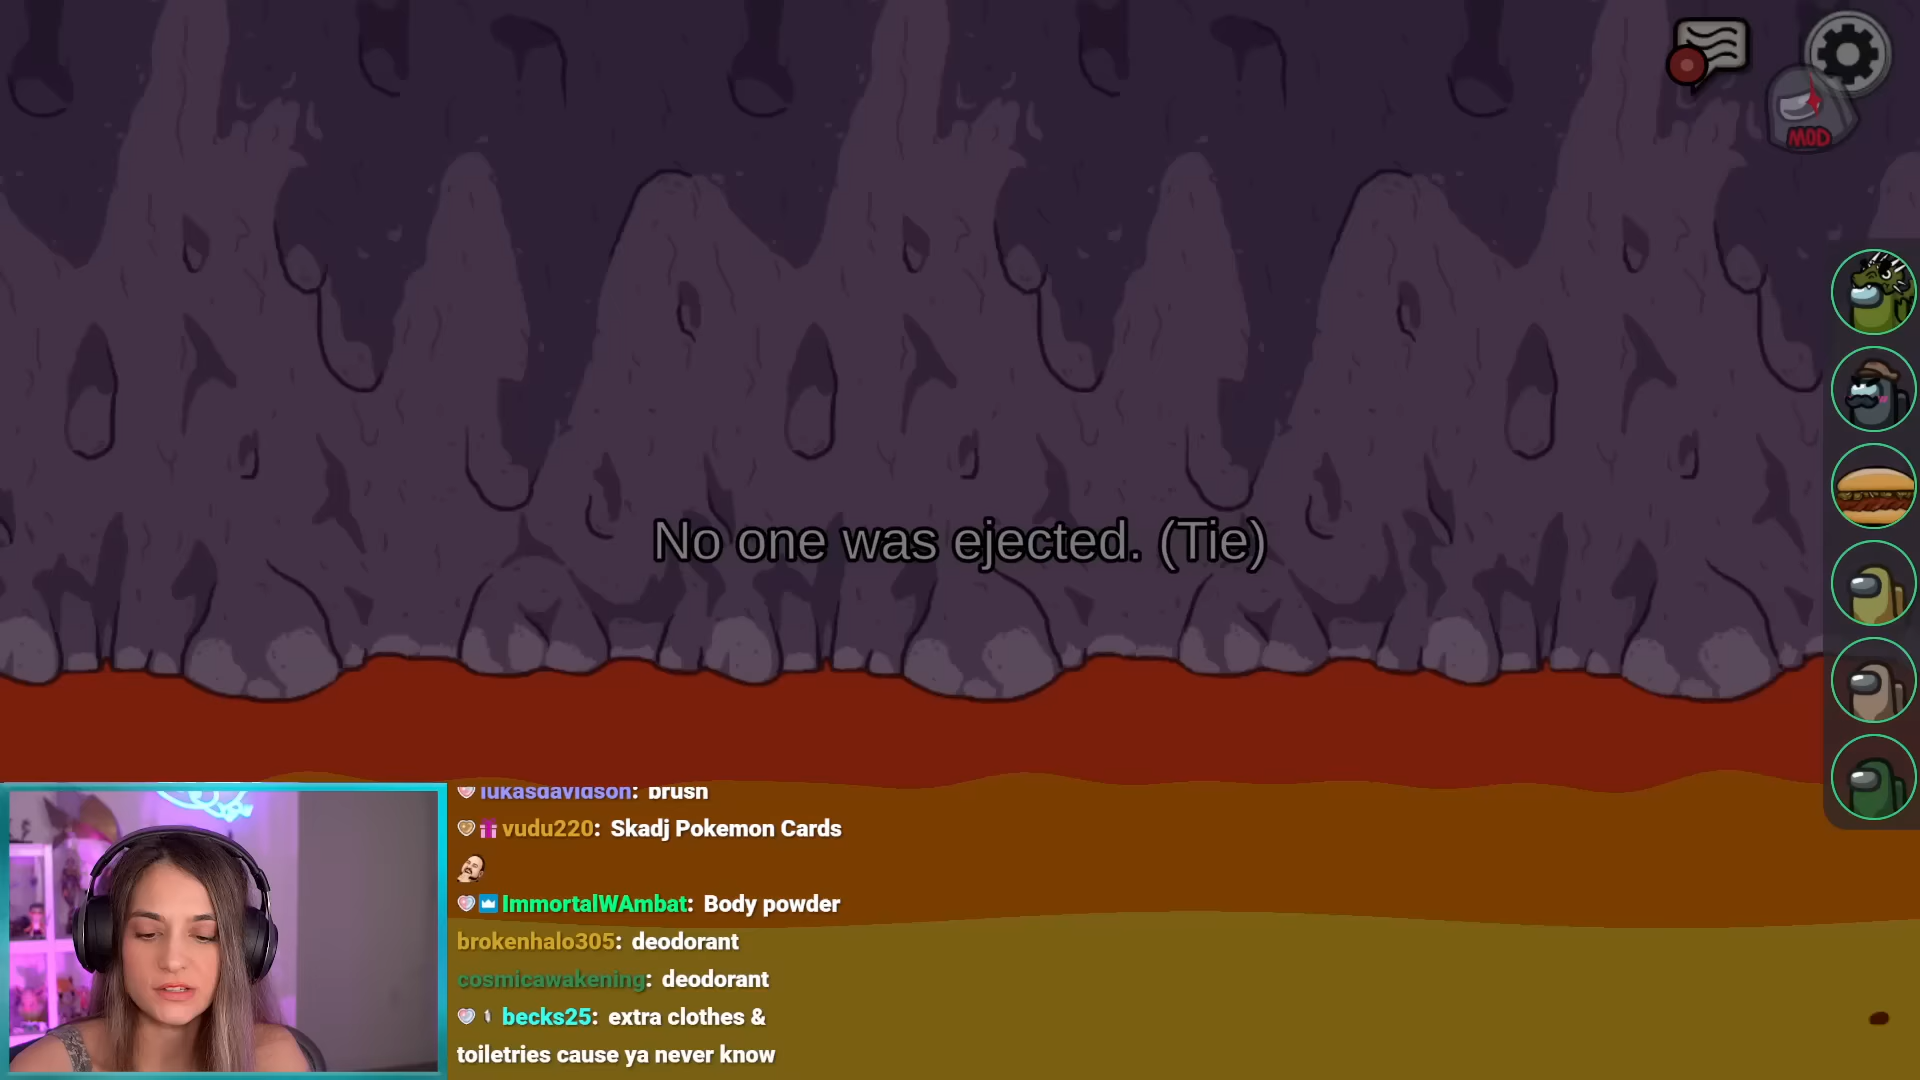 MOD
No one was ejected. (Tie)
lukasdavidson: brush
vudu220: Skadj Pokemon Cards
ImmortalWAmbat: Body powder
brokenhalo305: deodorant
cosmicawakening: deodorant
becks25: extra clothes &
toiletries cause ya never know